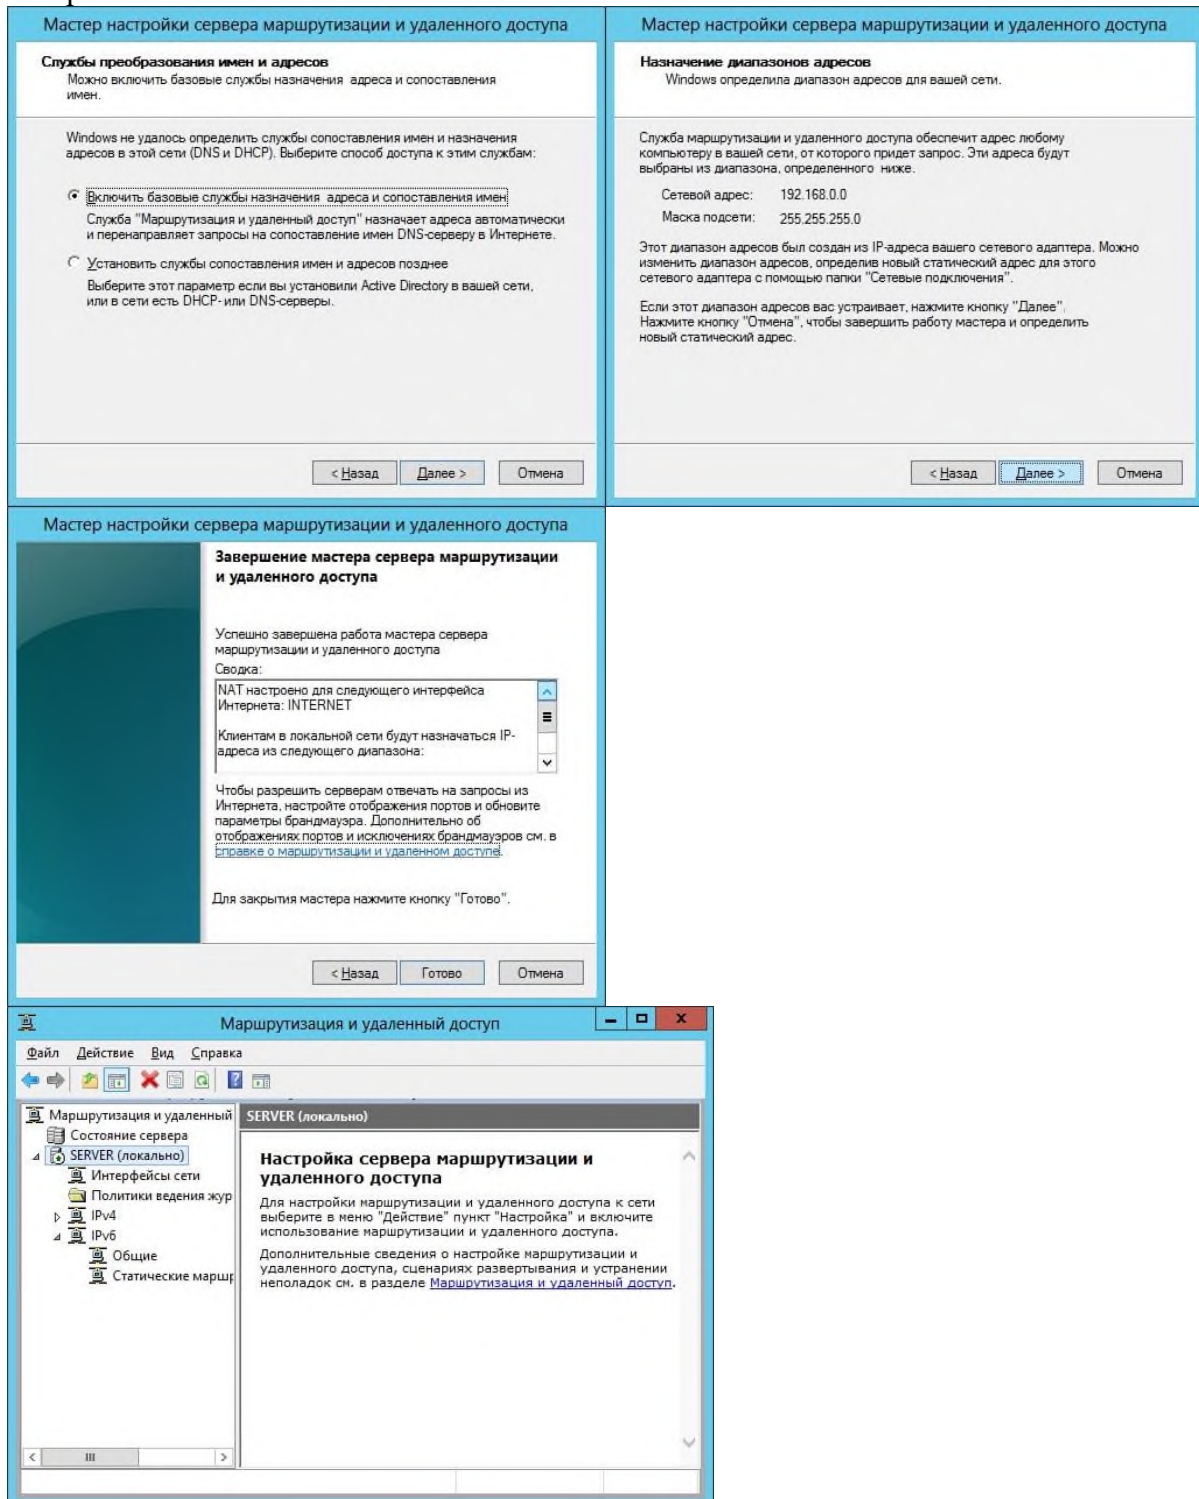 Мастер настройки сервера маршрутизации и удаленного доступа
Службы преобразования имен и адресов
Можно включить базовые службы назначения адреса и сопоставления
имен.
Windows не удалось определить службы сопоставления имен и назначения
адресов в этой сети (DNS и DHCP). Выберите способ доступа к этим службам:
Включить базовые службы назначения адреса и сопоставления имен
Служба "Маршрутизация и удаленный доступ" назначает адреса автоматически
и перенаправляет запросы на сопоставление имен DNS-серверу в Интернете.
Установить службы сопоставления имен и адресов позднее
Выберите этот параметр если вы установили Active Directory в вашей сети,
или в сети есть DHCP- или DNS-серверы.
< Назад
Далее >
Отмена
Мастер настройки сервера маршрутизации и удаленного доступа
Назначение диапазонов адресов
Windows определила диапазон адресов для вашей сети.
Служба маршрутизации и удаленного доступа обеспечит адрес любому
компьютеру в вашей сети, от которого придет запрос. Эти адреса будут
выбраны из диапазона, определенного ниже.
Сетевой адрес: 192.168.0.0
Маска подсети: 255.255.255.0
Этот диапазон адресов был создан из IP-адреса вашего сетевого адаптера. Можно
изменить диапазон адресов, определив новый статический адрес для этого
сетевого адаптера с помощью папки "Сетевые подключения".
Если этот диапазон адресов вас устраивает, нажмите кнопку "Далее".
Нажмите кнопку "Отмена", чтобы завершить работу мастера и определить
новый статический адрес.
< Назад
Далее >
Отмена
Мастер настройки сервера маршрутизации и удаленного доступа
Завершение мастера сервера маршрутизации
и удаленного доступа
Успешно завершена работа мастера сервера
маршрутизации и удаленного доступа
Сводка:
NAT настроено для следующего интерфейса
Интернета: INTERNET
Клиентам в локальной сети будут назначаться IP-
адреса из следующего диапазона:
Чтобы разрешить серверам отвечать на запросы из
Интернета, настройте отображения портов и обновите
параметры брандмауэра. Дополнительно об
отображениях портов и исключениях брандмауэров см. в
справке о маршрутизации и удаленном доступе.
Для закрытия мастера нажмите кнопку "Готово".
< Назад
Готово
Отмена
Маршрутизация и удаленный доступ
Файл Действие Вид Справка
Маршрутизация и удаленный
Состояние сервера
SERVER (локально)
Интерфейсы сети
Политики ведения жур
IPv4
IPv6
Общие
Статические маршр
SERVER (локально)
Настройка сервера маршрутизации и
удаленного доступа
Для настройки маршрутизации и удаленного доступа к сети
выберите в меню "Действие" пункт "Настройка" и включите
использование маршрутизации и удаленного доступа.
Дополнительные сведения о настройке маршрутизации и
удаленного доступа, сценариях развертывания и устранении
неполадок см. в разделе Маршрутизация и удаленный доступ.